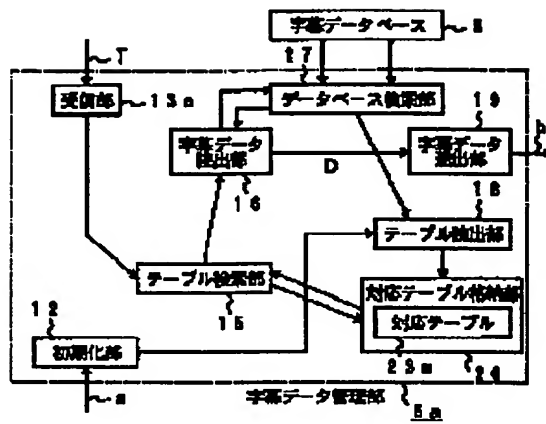 字幕データベース
8
T
17
受信部
13a
データベース検索部
19
字幕データ
抽出部
D
字幕データ
送出部
b
16
18
テーブル抽出部
テーブル検索部
15
対応テーブル格納部
対応テーブル
12
初期化部
23a
24
a
字幕データ管理部
5a